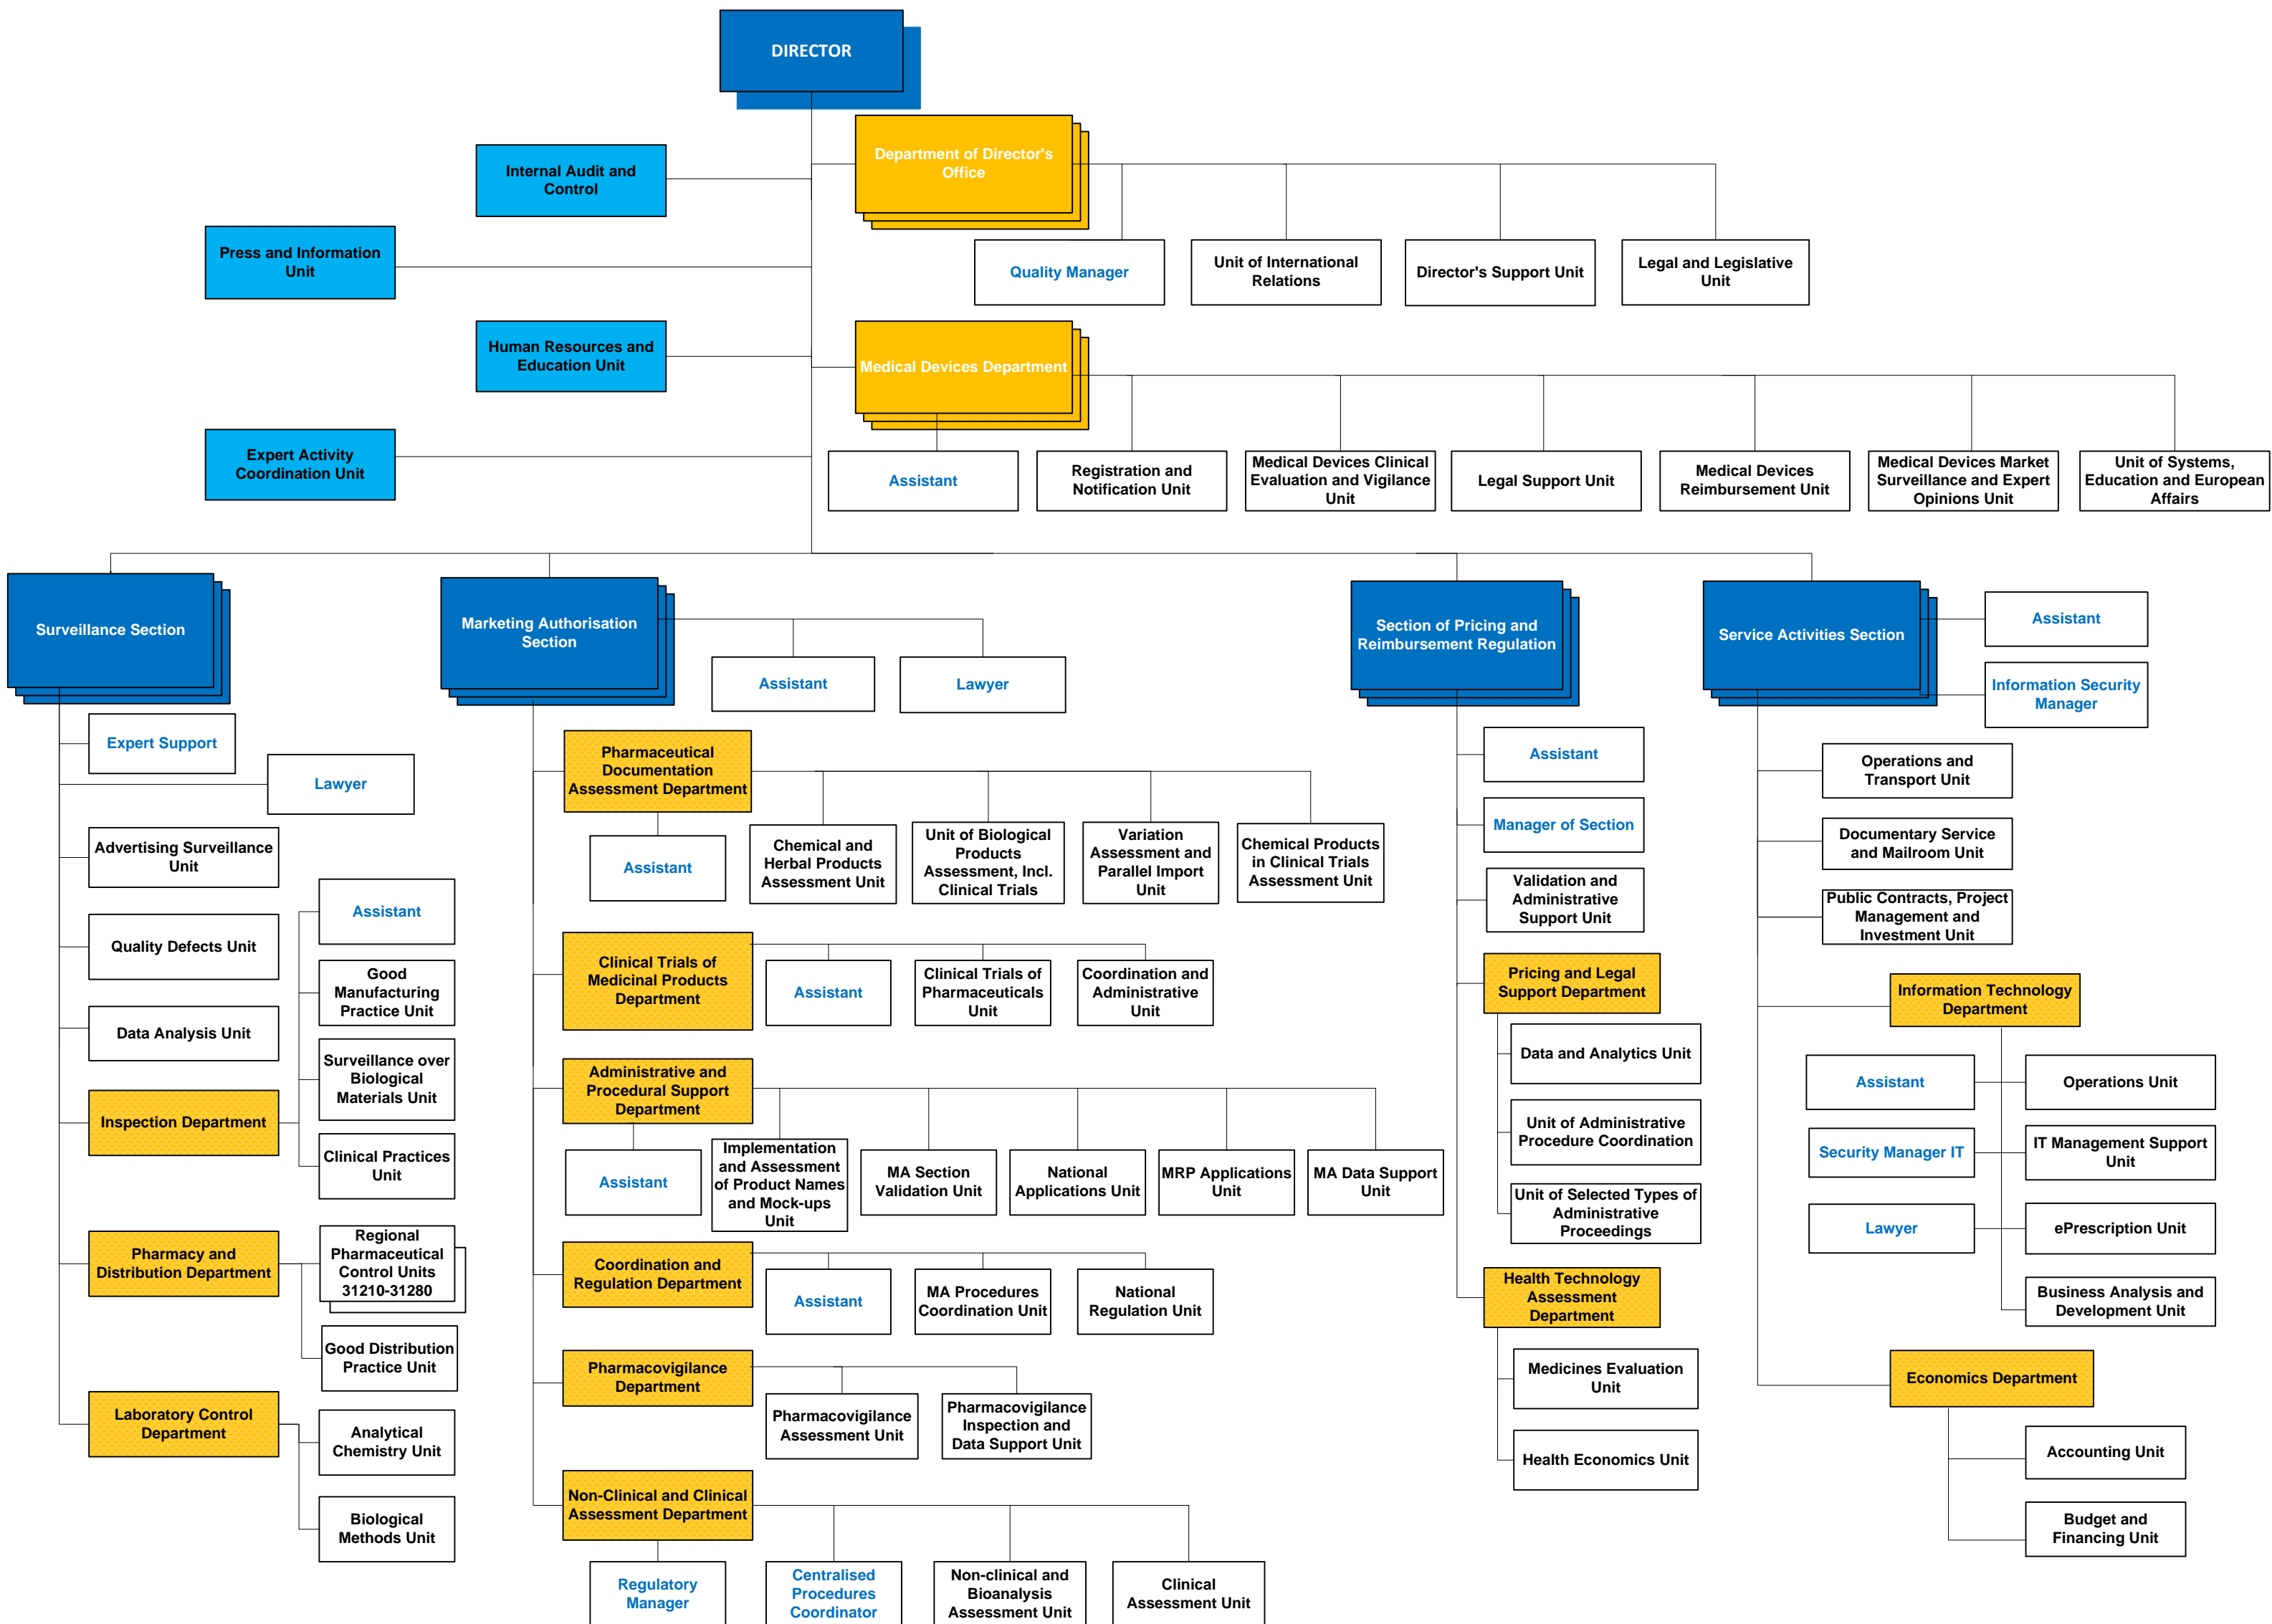 DIRECTOR
Department of Director's
Office
Internal Audit and
Control
Press and Information
Unit
Quality Manager
Unit of International
Relations
Director's Support Unit
Legal and Legislative
Unit
Human Resources and
Education Unit
Medical Devices Department
Expert Activity
Coordination Unit
Assistant
Registration and
Notification Unit
Medical Devices Clinical
Evaluation and Vigilance
Unit
Legal Support Unit
Medical Devices
Reimbursement Unit
Medical Devices Market
Surveillance and Expert
Opinions Unit
Unit of Systems,
Education and European
Affairs
Surveillance Section
Expert Support
Lawyer
Advertising Surveillance
Unit
Quality Defects Unit
Data Analysis Unit
Inspection Department
Assistant
Good
Manufacturing
Practice Unit
Surveillance over
Biological
Materials Unit
Clinical Practices
Unit
Pharmacy and
Distribution Department
Regional
Pharmaceutical
Control Units
31210-31280
Good Distribution
Practice Unit
Laboratory Control
Department
Analytical
Chemistry Unit
Biological
Methods Unit
Marketing Authorisation
Section
Assistant
Lawyer
Pharmaceutical
Documentation
Assessment Department
Assistant
Chemical and
Herbal Products
Assessment Unit
Unit of Biological
Products
Assessment, Incl.
Clinical Trials
Variation
Assessment and
Parallel Import
Unit
Chemical Products
in Clinical Trials
Assessment Unit
Clinical Trials of
Medicinal Products
Department
Assistant
Clinical Trials of
Pharmaceuticals
Unit
Coordination and
Administrative
Unit
Administrative and
Procedural Support
Department
Assistant
Implementation
and Assessment
of Product Names
and Mock-ups
Unit
MA Section
Validation Unit
National
Applications Unit
MRP Applications
Unit
MA Data Support
Unit
Coordination and
Regulation Department
Assistant
MA Procedures
Coordination Unit
National
Regulation Unit
Pharmacovigilance
Department
Pharmacovigilance
Assessment Unit
Pharmacovigilance
Inspection and
Data Support Unit
Non-Clinical and Clinical
Assessment Department
Regulatory
Manager
Centralised
Procedures
Coordinator
Non-clinical and
Bioanalysis
Assessment Unit
Clinical
Assessment Unit
Section of Pricing and
Reimbursement Regulation
Assistant
Manager of Section
Validation and
Administrative
Support Unit
Pricing and Legal
Support Department
Data and Analytics Unit
Unit of Administrative
Procedure Coordination
Unit of Selected Types of
Administrative
Proceedings
Health Technology
Assessment
Department
Medicines Evaluation
Unit
Health Economics Unit
Service Activities Section
Assistant
Information Security
Manager
Operations and
Transport Unit
Documentary Service
and Mailroom Unit
Public Contracts, Project
Management and
Investment Unit
Information Technology
Department
Assistant
Operations Unit
Security Manager IT
IT Management Support
Unit
Lawyer
ePrescription Unit
Business Analysis and
Development Unit
Economics Department
Accounting Unit
Budget and
Financing Unit